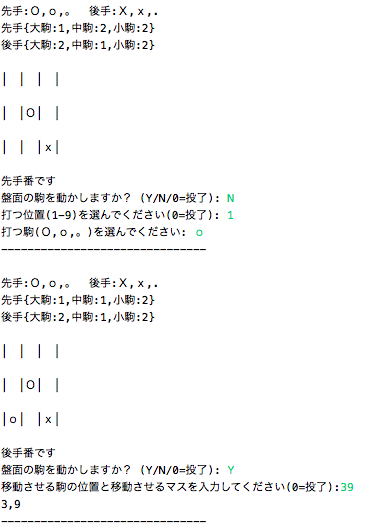 先手:O,o,。 後手:X,x,.
先手{大駒:1,中駒:2,小駒:2}
後手{大駒:2,中駒:1,小駒:2}
| | | |
| |O| |
| | |x|
先手番です
盤面の駒を動かしますか? (Y/N/0=投了): N
打つ位置(1-9)を選んでください(0=投了): 1
打つ駒(O,o,。)を選んでください: o
-------------------------------
先手:O,o,。 後手:X,x,.
先手{大駒:1,中駒:1,小駒:2}
後手{大駒:2,中駒:1,小駒:2}
| | | |
| |O| |
|o| |x|
後手番です
盤面の駒を動かしますか? (Y/N/0=投了): Y
移動させる駒の位置と移動させるマスを入力してください(0=投了):39
3,9
-------------------------------